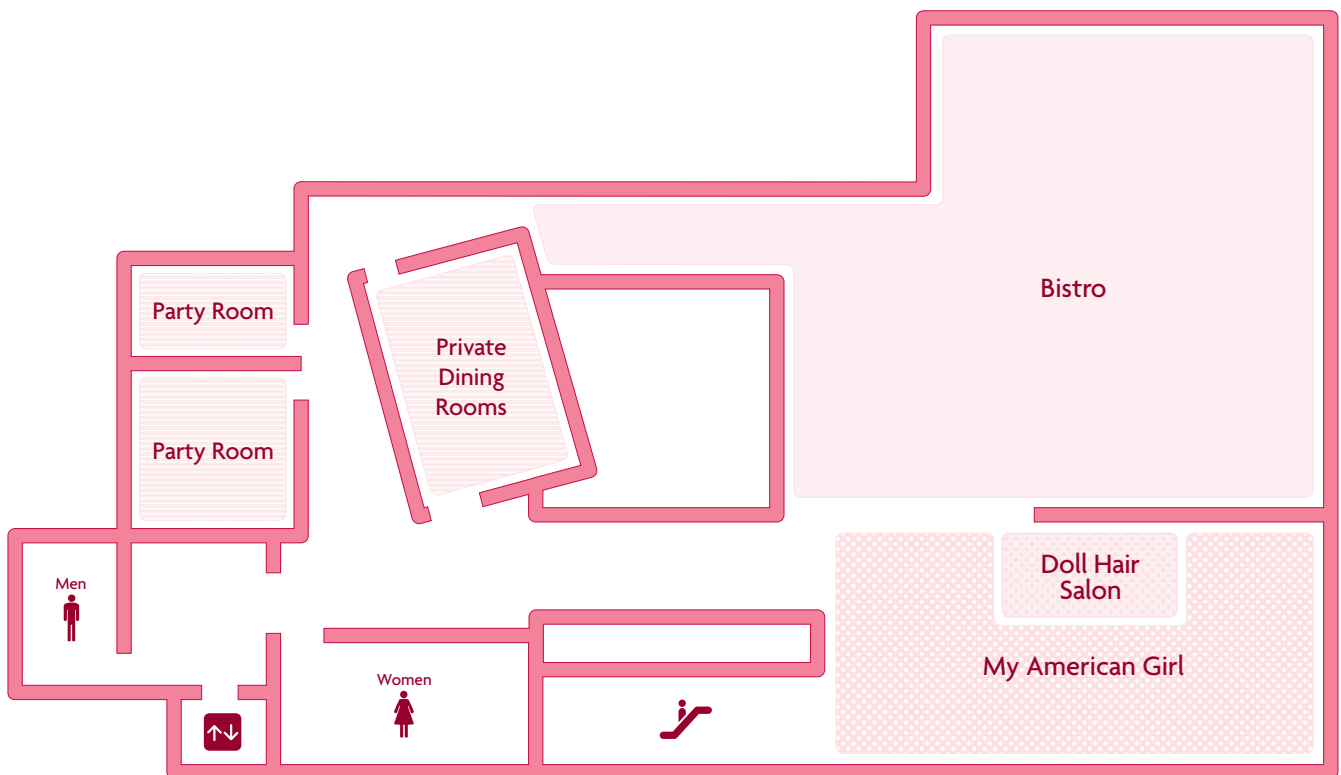 Bistro
Party Room
Private
Dining
Rooms
Party Room
Doll Hair
Salon
Men
My American Girl
Women